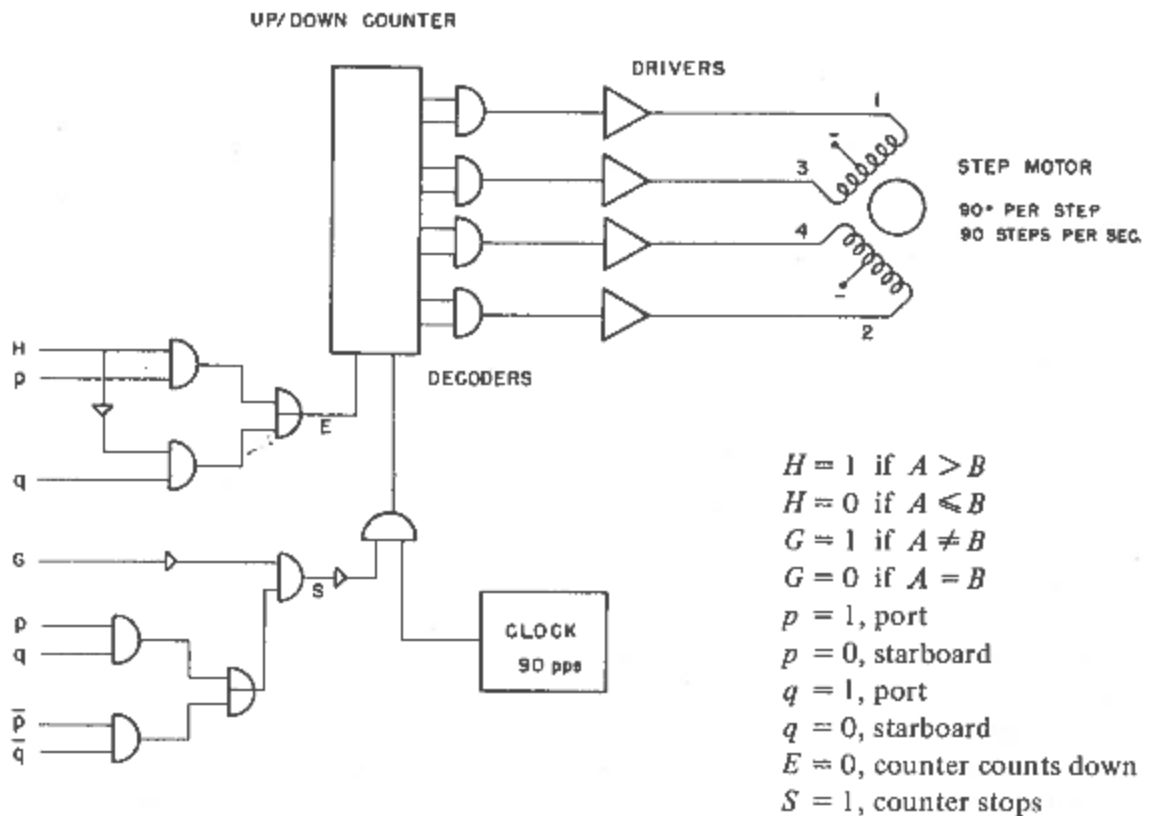 UP/DOWN COUNTER
DRIVERS
1
3
STEP MOTOR
90° PER STEP
90 STEPS PER SEC.
4
2
DECODERS
H
p
E
q
G
S
p
q
p̅
q̅
CLOCK
90 pps
H = 1 if A > B
H = 0 if A ⩽ B
G = 1 if A ≠ B
G = 0 if A = B
p = 1, port
p = 0, starboard
q = 1, port
q = 0, starboard
E = 0, counter counts down
S = 1, counter stops